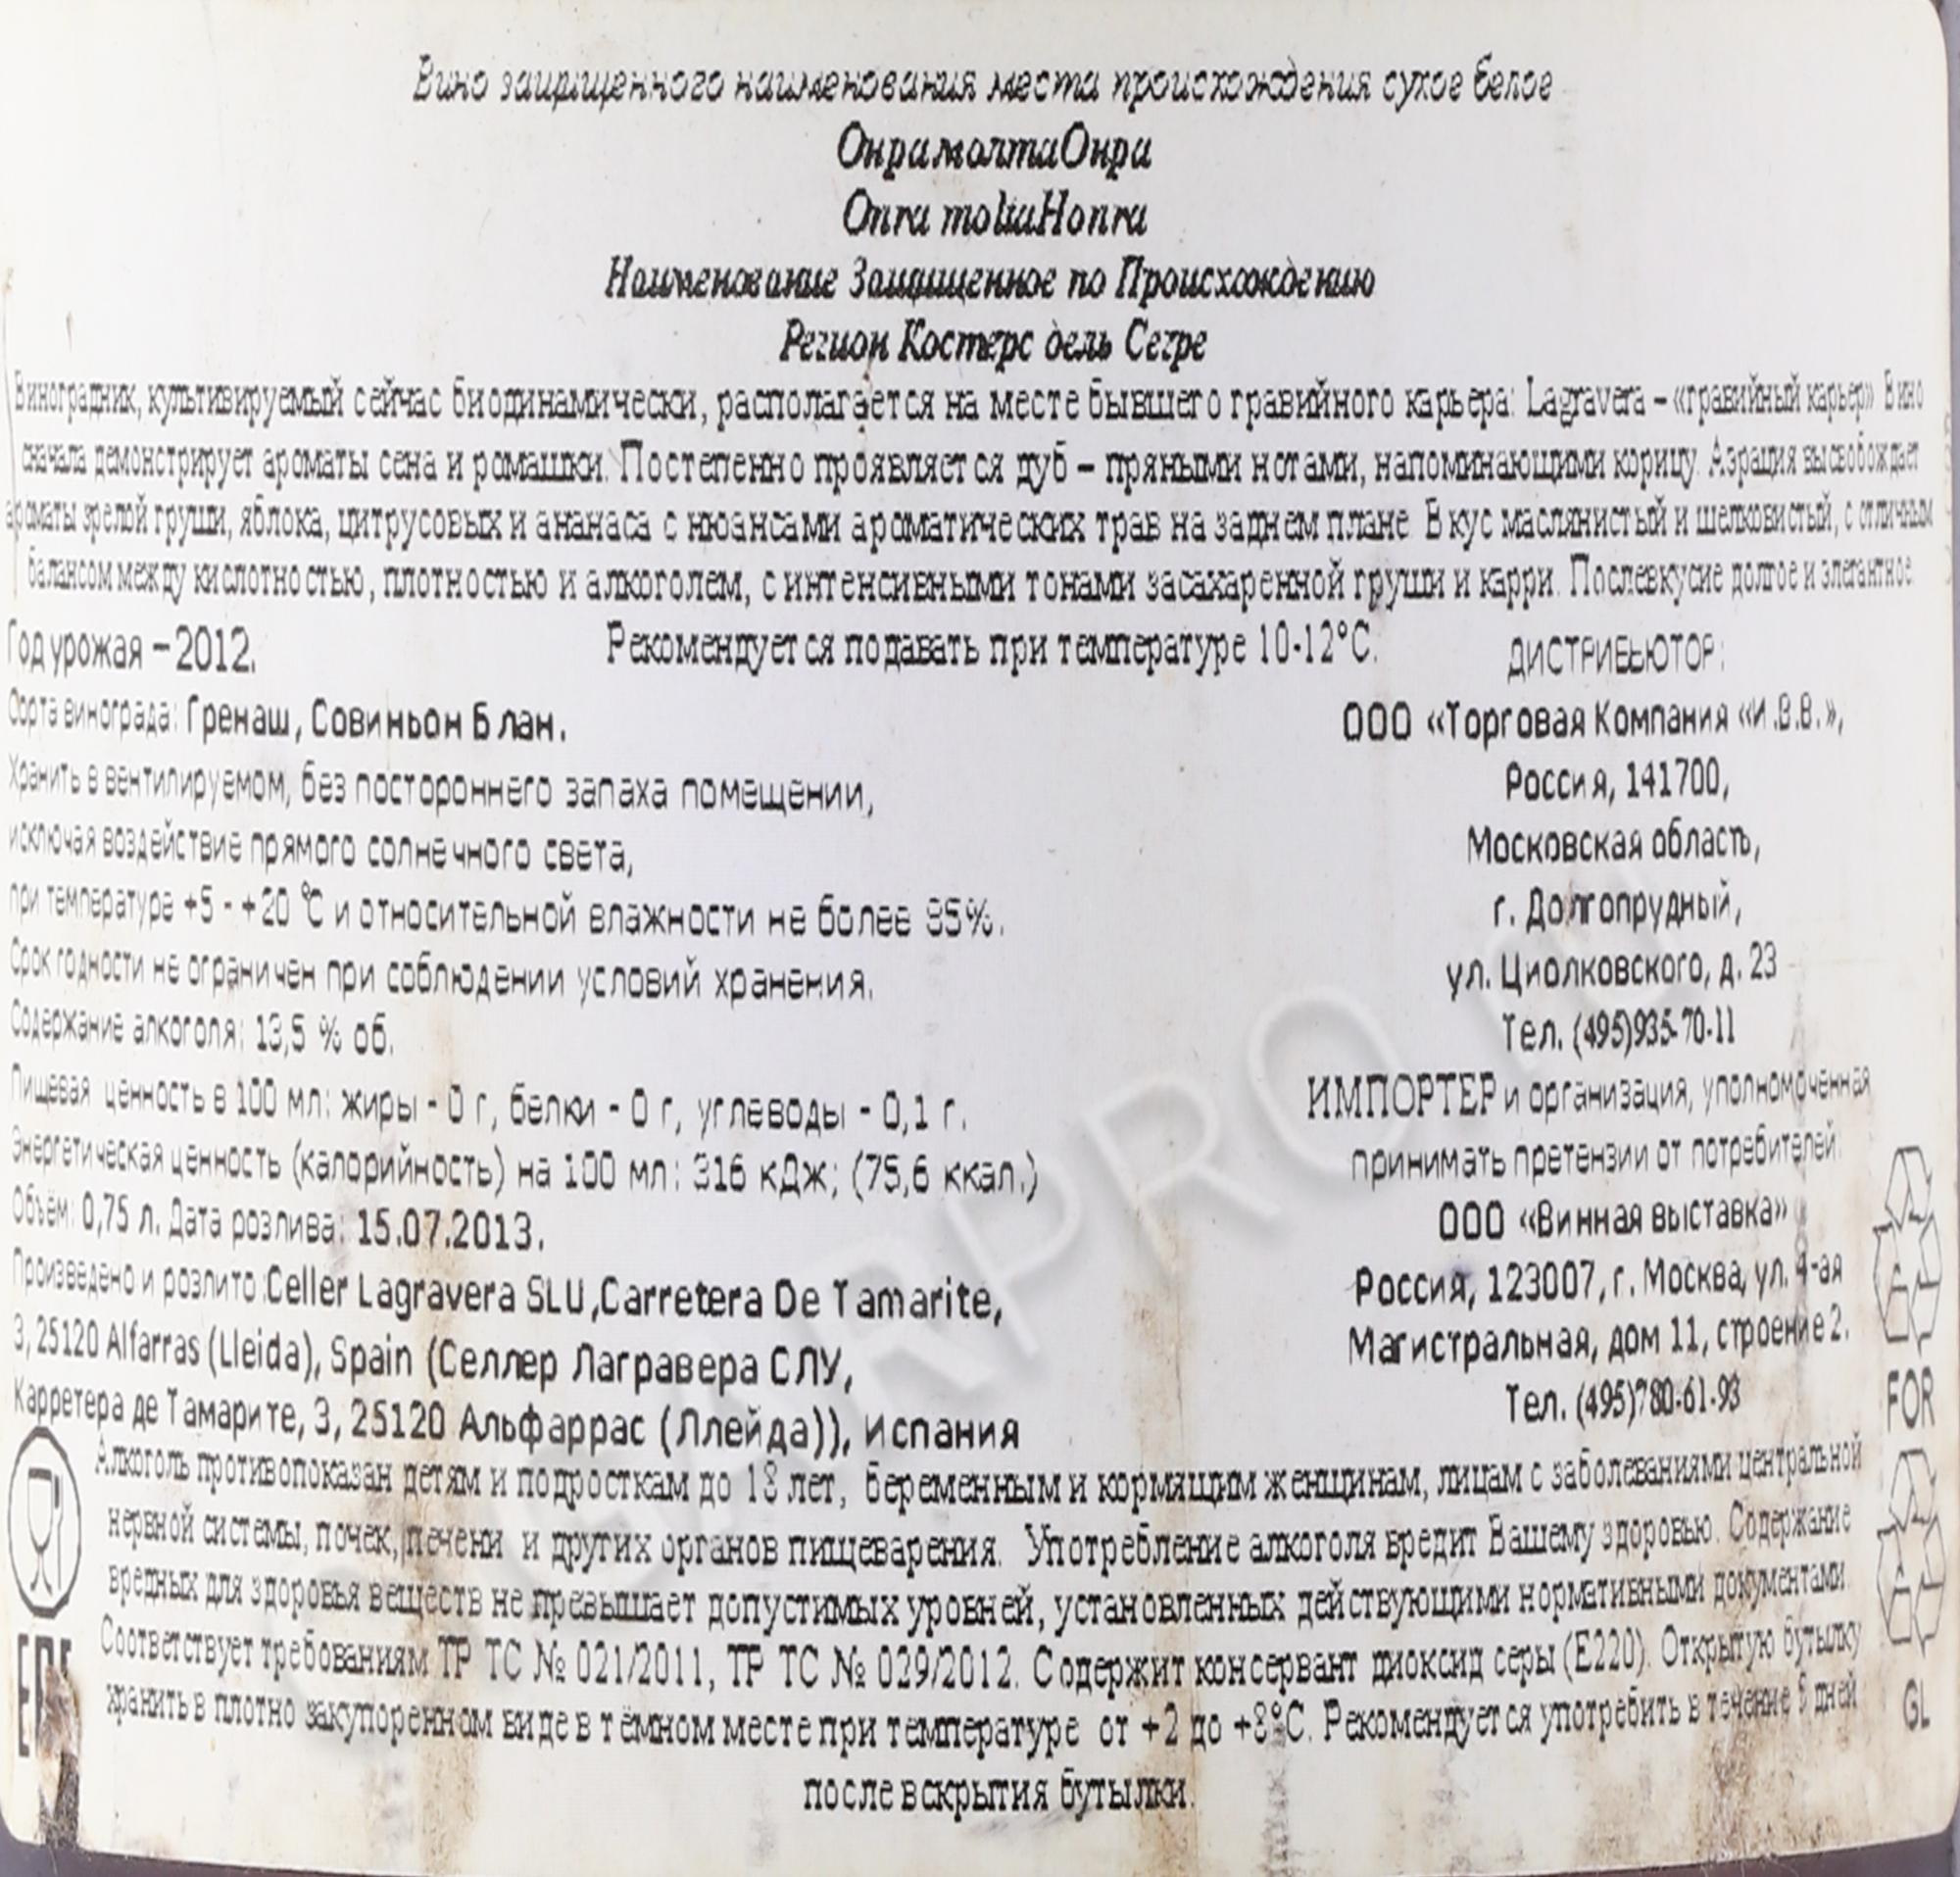 Вино защищенного наименования места происхождения сухое белое
ОнрамолтаОнра
Onra moltaHonra
Наименование Защищенное по Происхождению
Регион Костерс дель Сегре
Виноградник, культивируемый сейчас биодинамически, располагается на месте бывшего гравийного карьера: Lagravera – «гравийный карьер» Вино
сначала демонстрирует ароматы сена и ромашки. Постепенно проявляется дуб – пряными нотами, напоминающими корицу. Аэрация высвобождает
ароматы зрелой груши, яблока, цитрусовых и ананаса с нюансами ароматических трав на заднем плане. Вкус маслянистый и шелковистый, с отличным
балансом между кислотностью, плотностью и алкоголем, с интенсивными тонами засахаренной груши и карри. Послевкусие долгое и элегантное.
Рекомендуется подавать при температуре 10-12°С.
Год урожая – 2012.
Сорта винограда: Гренаш, Совиньон Блан.
Хранить в вентилируемом, без постороннего запаха помещении,
исключая воздействие прямого солнечного света,
при температуре +5 - +20 °С и относительной влажности не более 85%.
Срок годности не ограничен при соблюдении условий хранения.
Содержание алкоголя: 13,5 % об.
Пищевая ценность в 100 мл: жиры - 0 г, белки - 0 г, углеводы - 0,1 г.
Энергетическая ценность (калорийность) на 100 мл: 316 кДж; (75,6 ккал.)
Объём: 0,75 л. Дата розлива: 15.07.2013.
Произведено и розлито :Celler Lagravera SLU,Carretera De Tamarite,
3, 25120 Alfarras (Lleida), Spain (Селлер Лагравера СЛУ,
Карретера де Тамарите, 3, 25120 Альфаррас (Ллейда)), Испания
ДИСТРИБЬЮТОР:
ООО «Торговая Компания «И.В.В.»,
Россия, 141700,
Московская область,
г. Долгопрудный,
ул. Циолковского, д. 23
Тел. (495)935-70-11
ИМПОРТЕР и организация, уполномоченная
принимать претензии от потребителей:
ООО «Винная выставка»
Россия, 123007, г. Москва, ул. 4-ая
Магистральная, дом 11, строение 2.
Тел. (495)780-61-93
FOR
GL
Алкоголь противопоказан детям и подросткам до 18 лет, беременным и кормящим женщинам, лицам с заболеваниями центральной
нервной системы, почек, печени и других органов пищеварения. Употребление алкоголя вредит Вашему здоровью. Содержание
вредных для здоровья веществ не превышает допустимых уровней, установленных действующими нормативными документами.
Соответствует требованиям ТР ТС № 021/2011, ТР ТС № 029/2012. Содержит консервант диоксид серы (Е220). Открытую бутылку
хранить в плотно закупоренном виде в тёмном месте при температуре от +2 до +8°С. Рекомендуется употребить в течение дней
после вскрытия бутылки.
CIGARPRO.ru